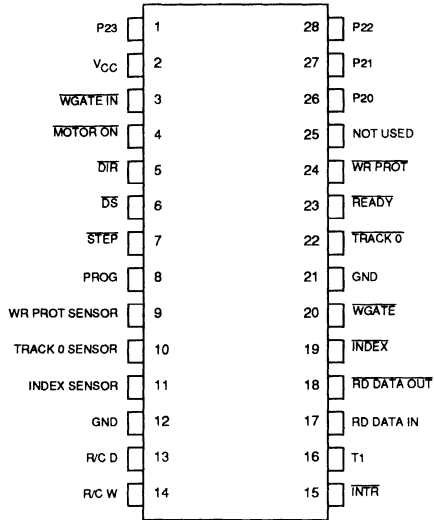 P23 1 28 P22
VCC 2 27 P21
WGATE IN 3 26 P20
MOTOR ON 4 25 NOT USED
DIR 5 24 WR PROT
DS 6 23 READY
STEP 7 22 TRACK 0
PROG 8 21 GND
WR PROT SENSOR 9 20 WGATE
TRACK 0 SENSOR 10 19 INDEX
INDEX SENSOR 11 18 RD DATA OUT
GND 12 17 RD DATA IN
R/C D 13 16 T1
R/C W 14 15 INTR